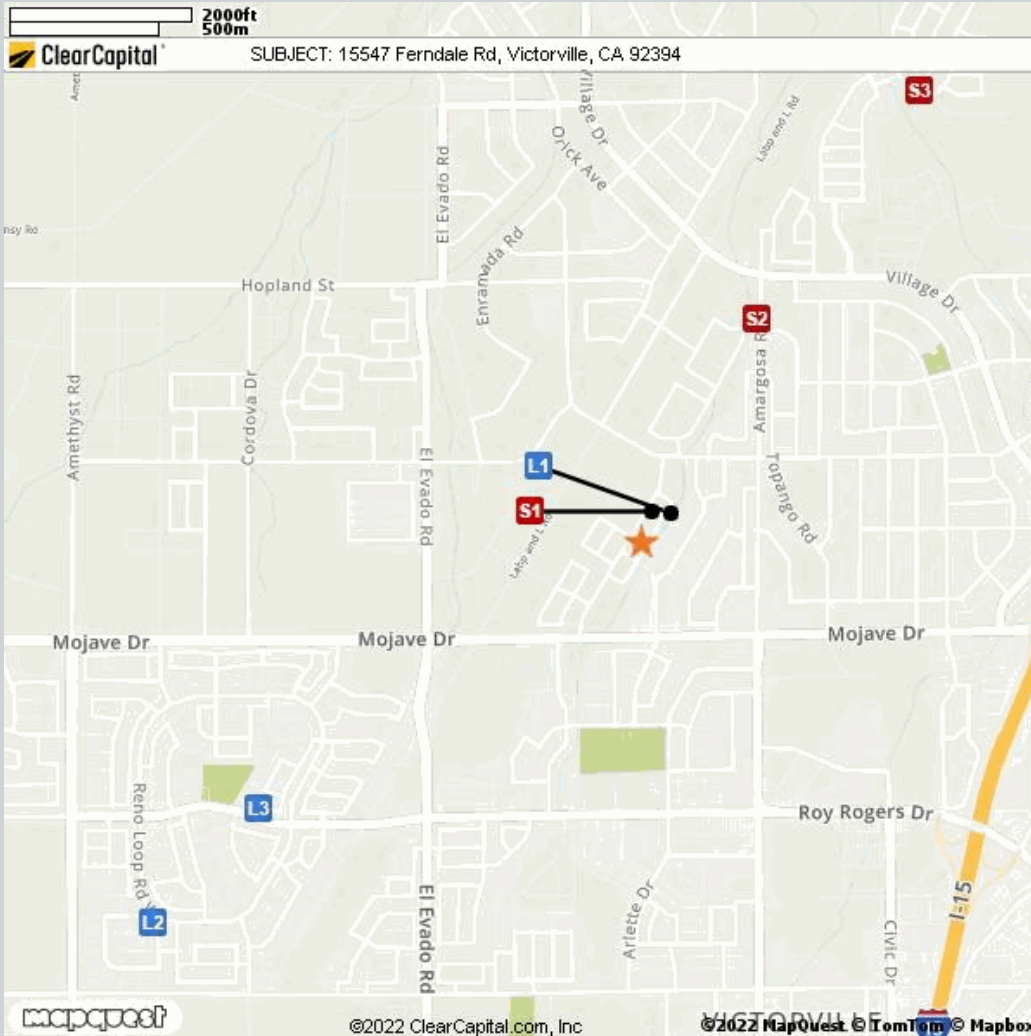 2000ft
500m
ClearCapital
SUBJECT: 15547 Ferndale Rd, Victorville, CA 92394
S3
Village Dr
Orick Ave
El Evado Rd
Enramada Rd
Hopland St
Village Dr
S2
Amargosa R
Amethyst Rd
Cordova Dr
El Evado Rd
L1
Topango Rd
S1
Mojave Dr
Mojave Dr
Mojave Dr
Reno Loop Rd
L3
Roy Rogers Dr
L2
El Evado Rd
Arlette Dr
Civic Dr
I-15
VICTORVILLE
mapquest
©2022 ClearCapital.com, Inc
©2022 MapQuest © TomTom © Mapbox